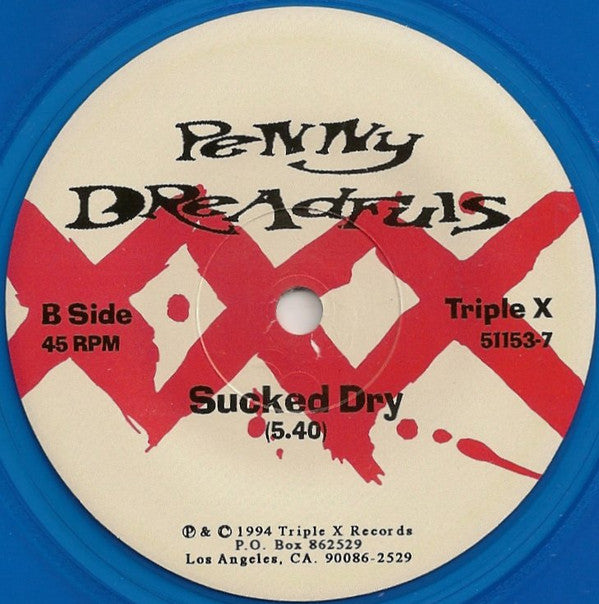 Penny
Dreadfuls
XXX
B Side
45 RPM
Triple X
51153-7
Sucked Dry
(5.40)
℗ & © 1994 Triple X Records
P.O. Box 862529
Los Angeles, CA. 90086-2529